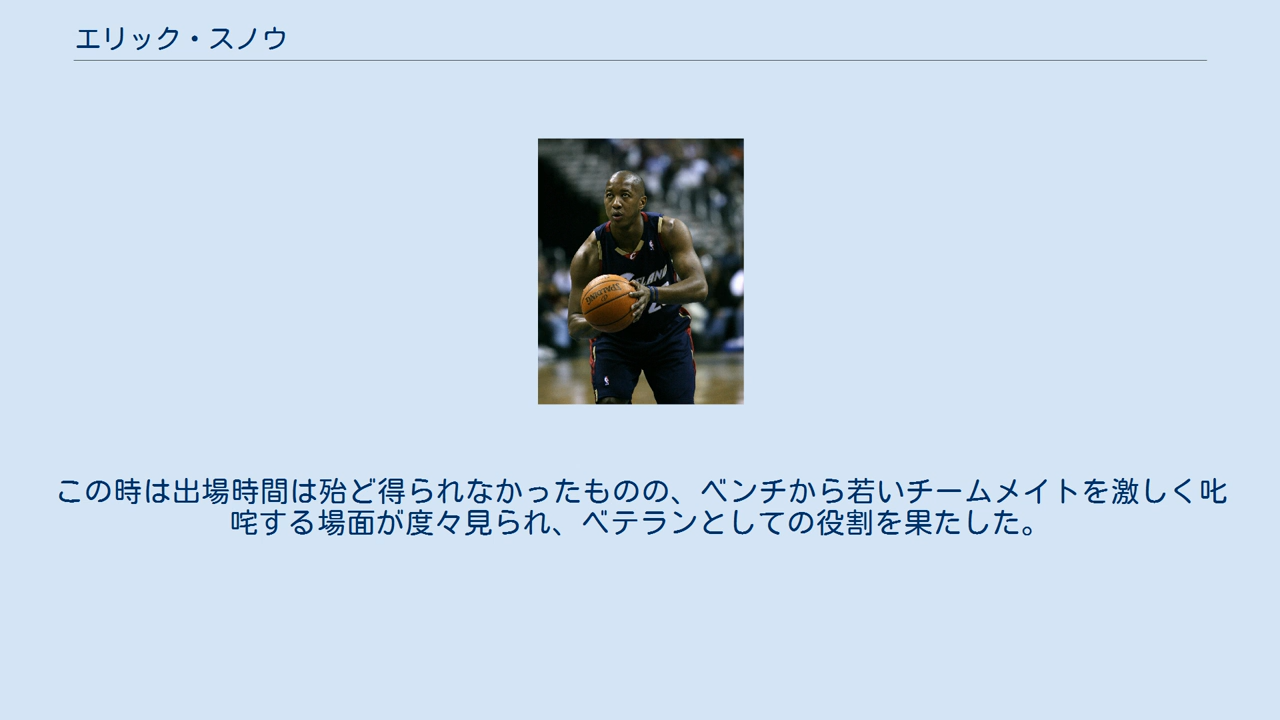 エリック・スノウ
SPALDING
この時は出場時間は殆ど得られなかったものの、ベンチから若いチームメイトを激しく叱
咤する場面が度々見られ、ベテランとしての役割を果たした。